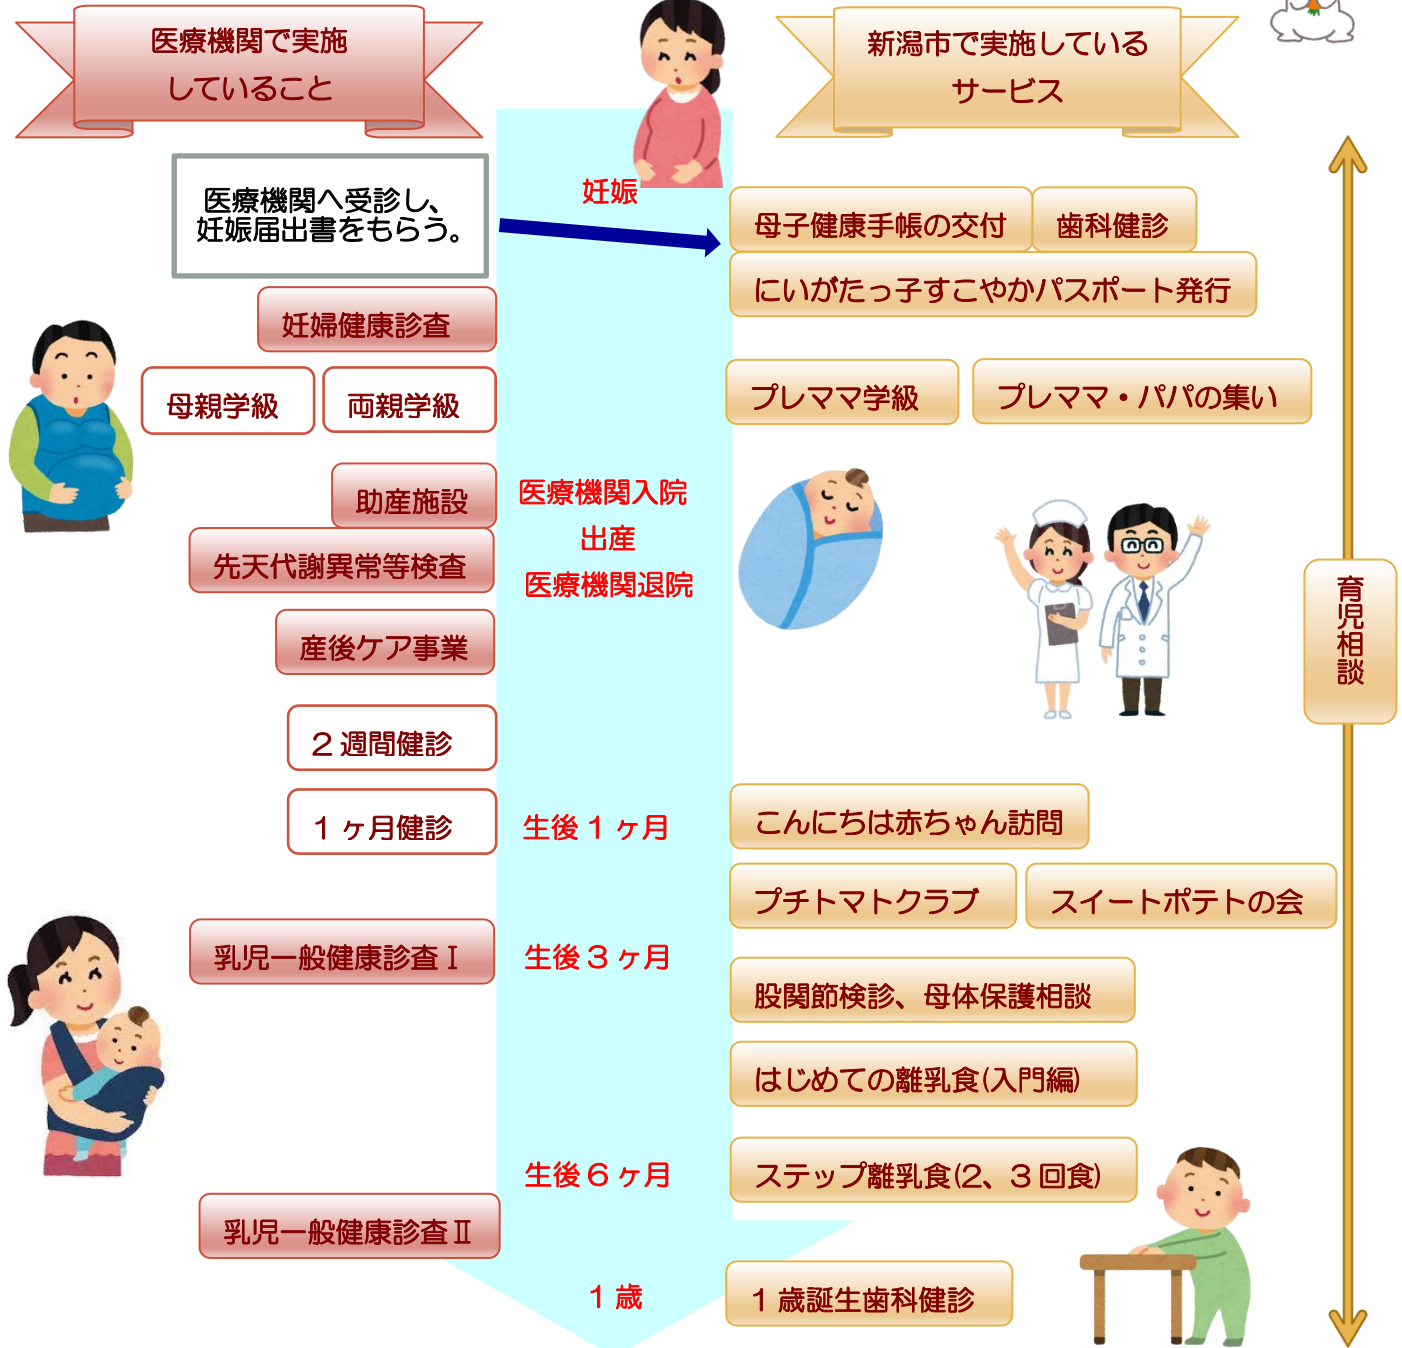 医療機関で実施
していること
新潟市で実施している
サービス
医療機関へ受診し、
妊娠届出書をもらう。
妊娠
母子健康手帳の交付
歯科健診
にいがたっ子すこやかパスポート発行
妊婦健康診査
母親学級
両親学級
プレママ学級
プレママ・パパの集い
助産施設
医療機関入院
出産
医療機関退院
先天代謝異常等検査
産後ケア事業
育児相談
2週間健診
1ヶ月健診
生後1ヶ月
こんにちは赤ちゃん訪問
プチトマトクラブ
スイートポテトの会
乳児一般健康診査Ⅰ
生後3ヶ月
股関節検診、母体保護相談
はじめての離乳食(入門編)
生後6ヶ月
ステップ離乳食(2、3回食)
乳児一般健康診査Ⅱ
1歳
1歳誕生歯科健診